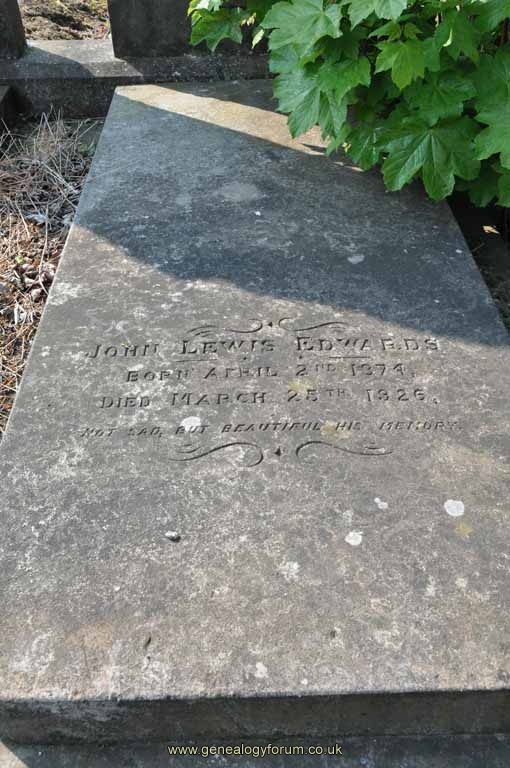 JOHN LEWIS EDWARDS
BORN APRIL 2ND 1874.
DIED MARCH 25TH 1926.
NOT SAD, BUT BEAUTIFUL HIS MEMORY.
www.genealogyforum.co.uk